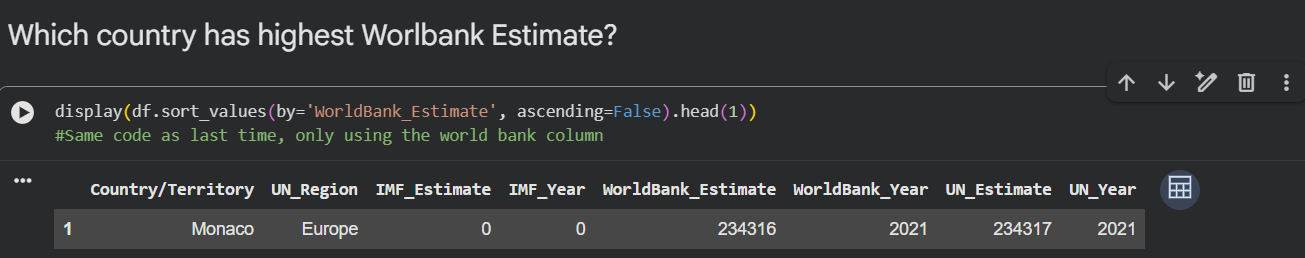 Which country has highest Worlbank Estimate?
display(df.sort_values(by='WorldBank_Estimate', ascending=False).head(1))
#Same code as last time, only using the world bank column
Country/Territory UN_Region IMF_Estimate IMF_Year WorldBank_Estimate WorldBank_Year UN_Estimate UN_Year
1 Monaco Europe 0 0 234316 2021 234317 2021